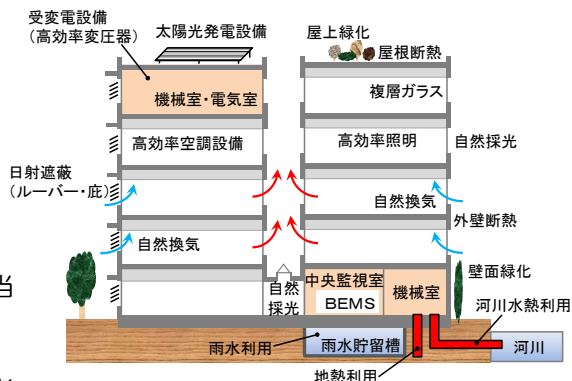 受変電設備
(高効率変圧器)
太陽光発電設備
屋上緑化
屋根断熱
機械室・電気室
複層ガラス
高効率空調設備
高効率照明
自然採光
日射遮蔽
(ルーバー・庇)
自然換気
外壁断熱
自然換気
壁面緑化
当
自然
採光
中央監視室
BEMS
機械室
河川水熱利用
雨水利用
雨水貯留槽
河川
地熱利用